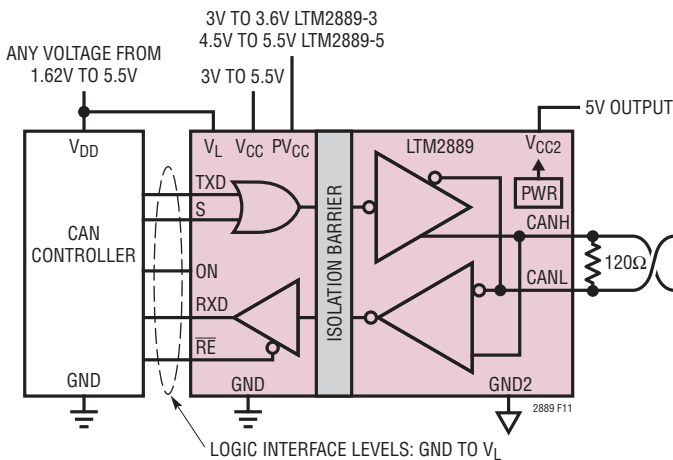 3V TO 3.6V LTM2889-3
4.5V TO 5.5V LTM2889-5
ANY VOLTAGE FROM
1.62V TO 5.5V
3V TO 5.5V
5V OUTPUT
VDD
VL
VCC
PVCC
LTM2889
VCC2
TXD
S
PWR
CANH
CAN
CONTROLLER
ISOLATION BARRIER
ON
CANL
120Ω
RXD
R̅E̅
GND
GND
GND2
2889 F11
LOGIC INTERFACE LEVELS: GND TO VL